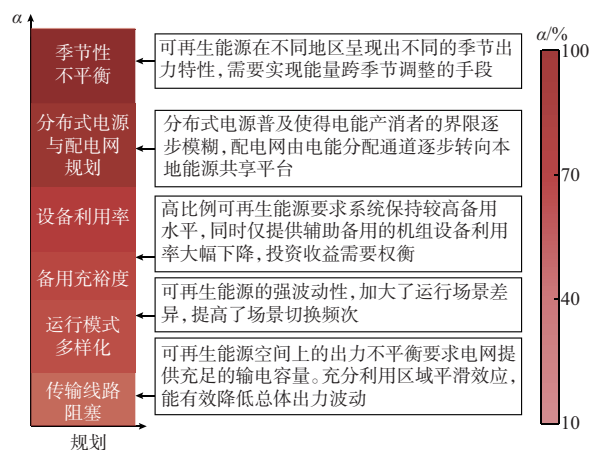 α
季节性
不平衡
可再生能源在不同地区呈现出不同的季节出
力特性,需要实现能量跨季节调整的手段
分布式电源
与配电网
规划
分布式电源普及使得电能产消者的界限逐
步模糊,配电网由电能分配通道逐步转向本
地能源共享平台
设备利用率
高比例可再生能源要求系统保持较高备用
水平,同时仅提供辅助备用的机组设备利用
率大幅下降,投资收益需要权衡
备用充裕度
可再生能源的强波动性,加大了运行场景差
异,提高了场景切换频次
运行模式
多样化
可再生能源空间上的出力不平衡要求电网提
供充足的输电容量。充分利用区域平滑效应,
能有效降低总体出力波动
传输线路
阻塞
规划
α/%
100
70
40
10